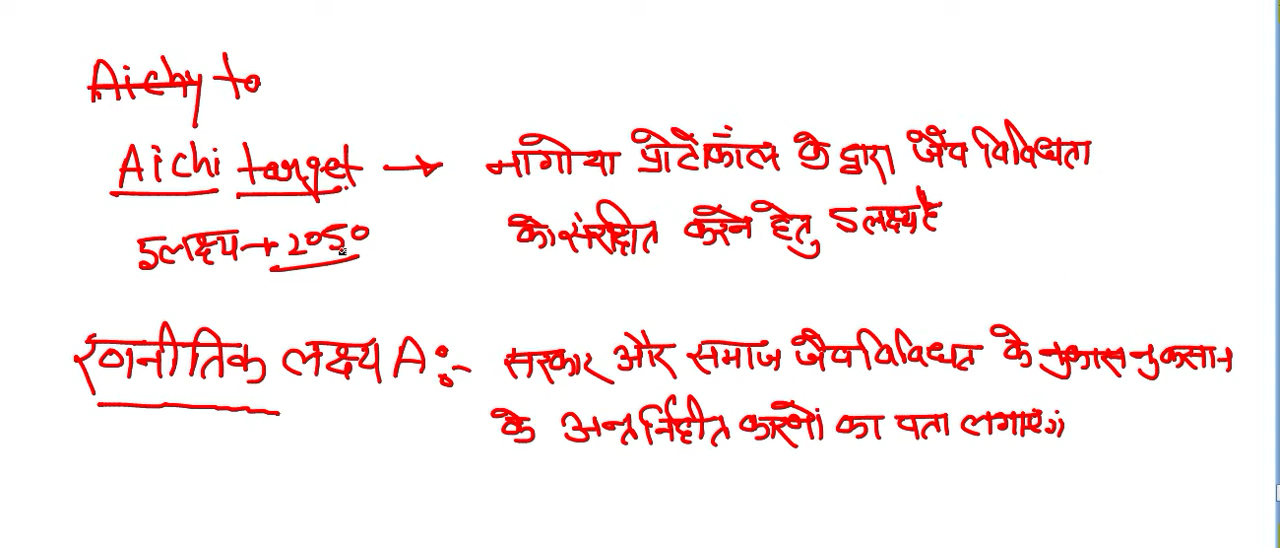 Aichy to
Aichi target → नागोया प्रोटोकॉल के द्वारा जैव विविधता
5 लक्ष्य → 2050 को संरक्षित करने हेतु 5 लक्ष्य है
रणनीतिक लक्ष्य A:- सरकार और समाज जैव विविधत के नुकास नुकसान
के अन्तर्निहीत कारणों का पता लगाएं।